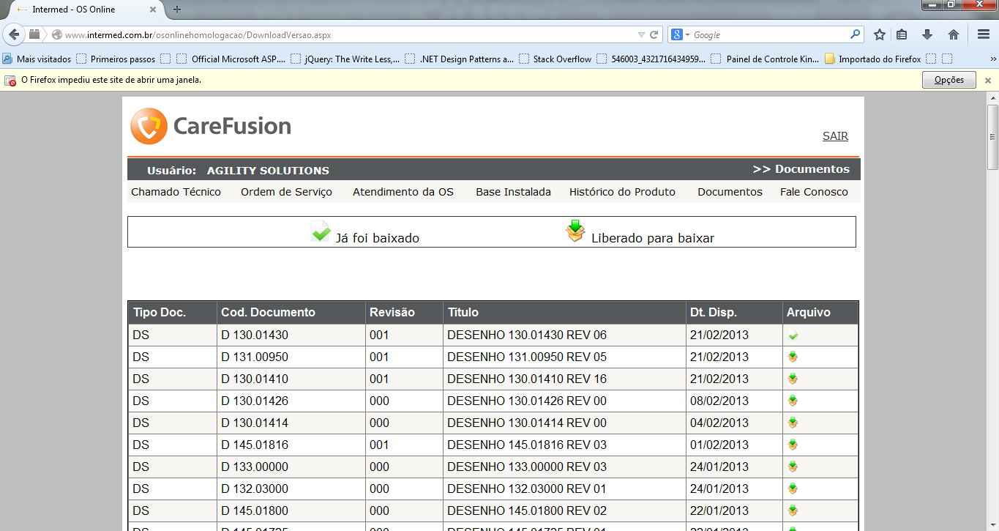 Intermed - OS Online
www.intermed.com.br/osonlinehomologacao/DownloadVersao.aspx
Google
Mais visitados Primeiros passos Official Microsoft ASP.... jQuery: The Write Less,... .NET Design Patterns a... Stack Overflow 546003_4321716434959... Painel de Controle Kin... Importado do Firefox
O Firefox impediu este site de abrir uma janela. Opções
CareFusion
SAIR
Usuário: AGILITY SOLUTIONS >> Documentos
Chamado Técnico Ordem de Serviço Atendimento da OS Base Instalada Histórico do Produto Documentos Fale Conosco
Já foi baixado Liberado para baixar
Tipo Doc. Cod. Documento Revisão Título Dt. Disp. Arquivo
DS D 130.01430 001 DESENHO 130.01430 REV 06 21/02/2013
DS D 131.00950 001 DESENHO 131.00950 REV 05 21/02/2013
DS D 130.01410 001 DESENHO 130.01410 REV 16 21/02/2013
DS D 130.01426 000 DESENHO 130.01426 REV 00 08/02/2013
DS D 130.01414 000 DESENHO 130.01414 REV 00 04/02/2013
DS D 145.01816 001 DESENHO 145.01816 REV 03 01/02/2013
DS D 133.00000 000 DESENHO 133.00000 REV 03 24/01/2013
DS D 132.03000 000 DESENHO 132.03000 REV 01 24/01/2013
DS D 145.01800 000 DESENHO 145.01800 REV 02 22/01/2013
DS D 145.01725 000 DESENHO 145.01725 REV 01 22/01/2013